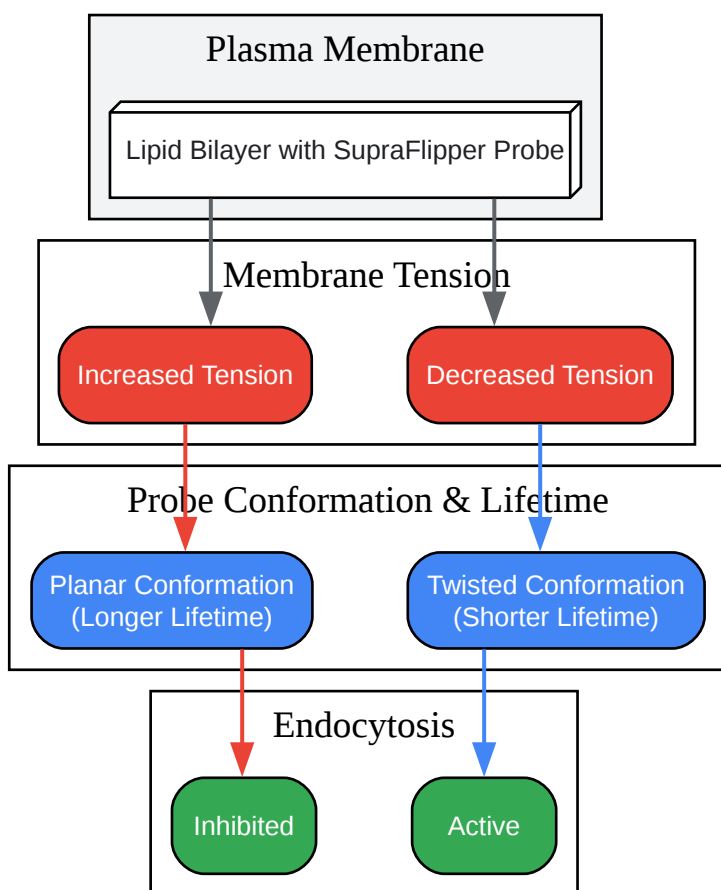 Plasma Membrane
Lipid Bilayer with SupraFlipper Probe
Membrane Tension
Increased Tension
Decreased Tension
Probe Conformation & Lifetime
Planar Conformation
(Longer Lifetime)
Twisted Conformation
(Shorter Lifetime)
Endocytosis
Inhibited
Active